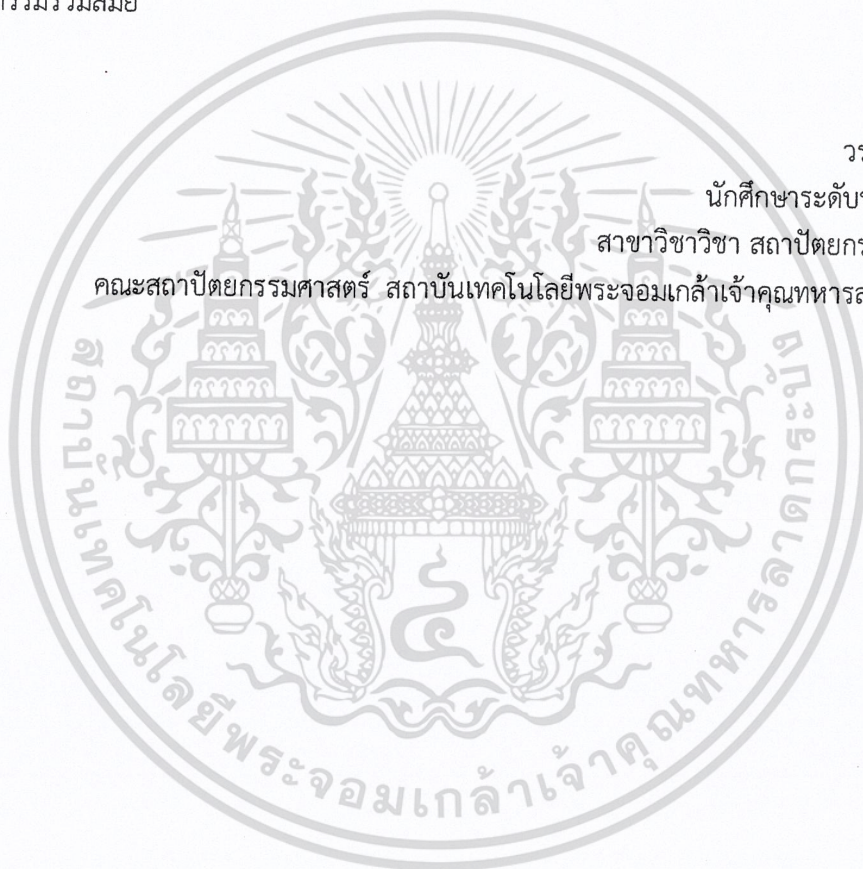 วร
นักศึกษาระดับ
สาขาวิชาวิชา สถาปัตยกร
คณะสถาปัตยกรรมศาสตร์ สถาบันเทคโนโลยีพระจอมเกล้าเจ้าคุณทหารล
สถาบันเทคโนโลยีพระจอมเกล้าเจ้าคุณทหารลาดกระบัง
๔